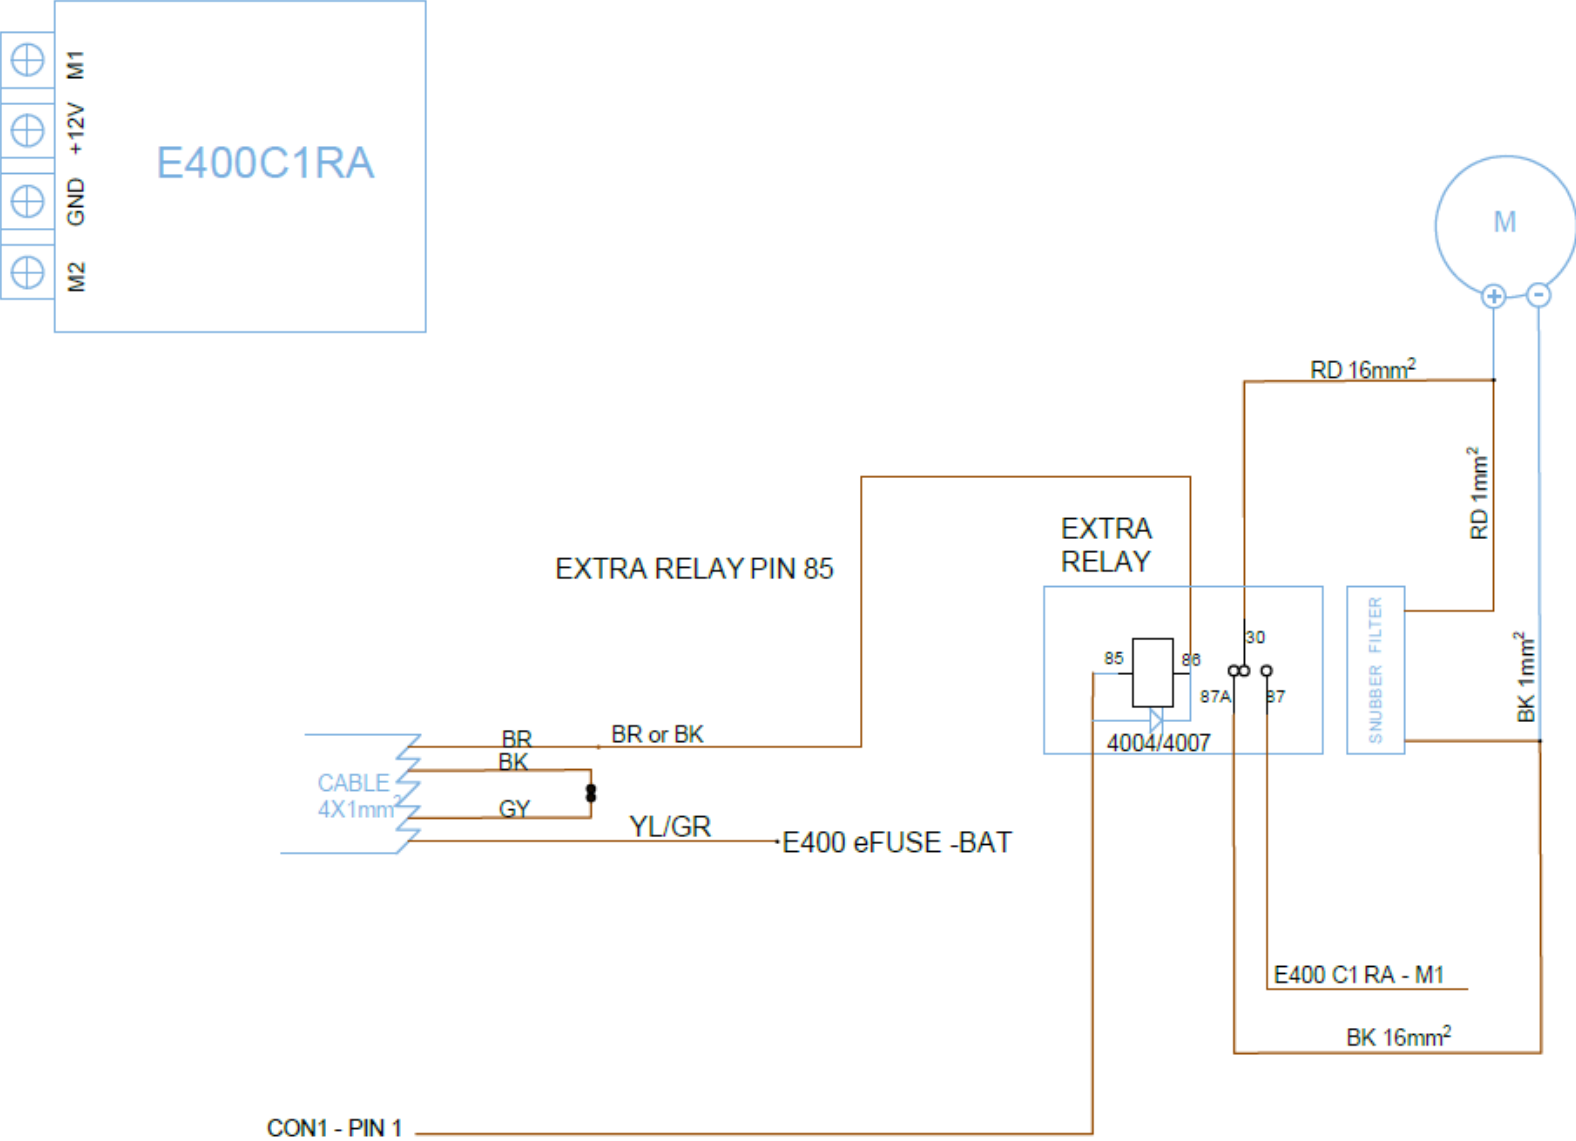 M1
+12V
GND
M2
E400C1RA
M
+ -
RD 16mm²
RD 1mm²
BK 1mm²
EXTRA
RELAY
EXTRA RELAY PIN 85
SNUBBER FILTER
30
85
86
87A
87
4004/4007
BR
BR or BK
BK
CABLE
4X1mm²
GY
YL/GR
E400 eFUSE -BAT
E400 C1 RA - M1
BK 16mm²
CON1 - PIN 1